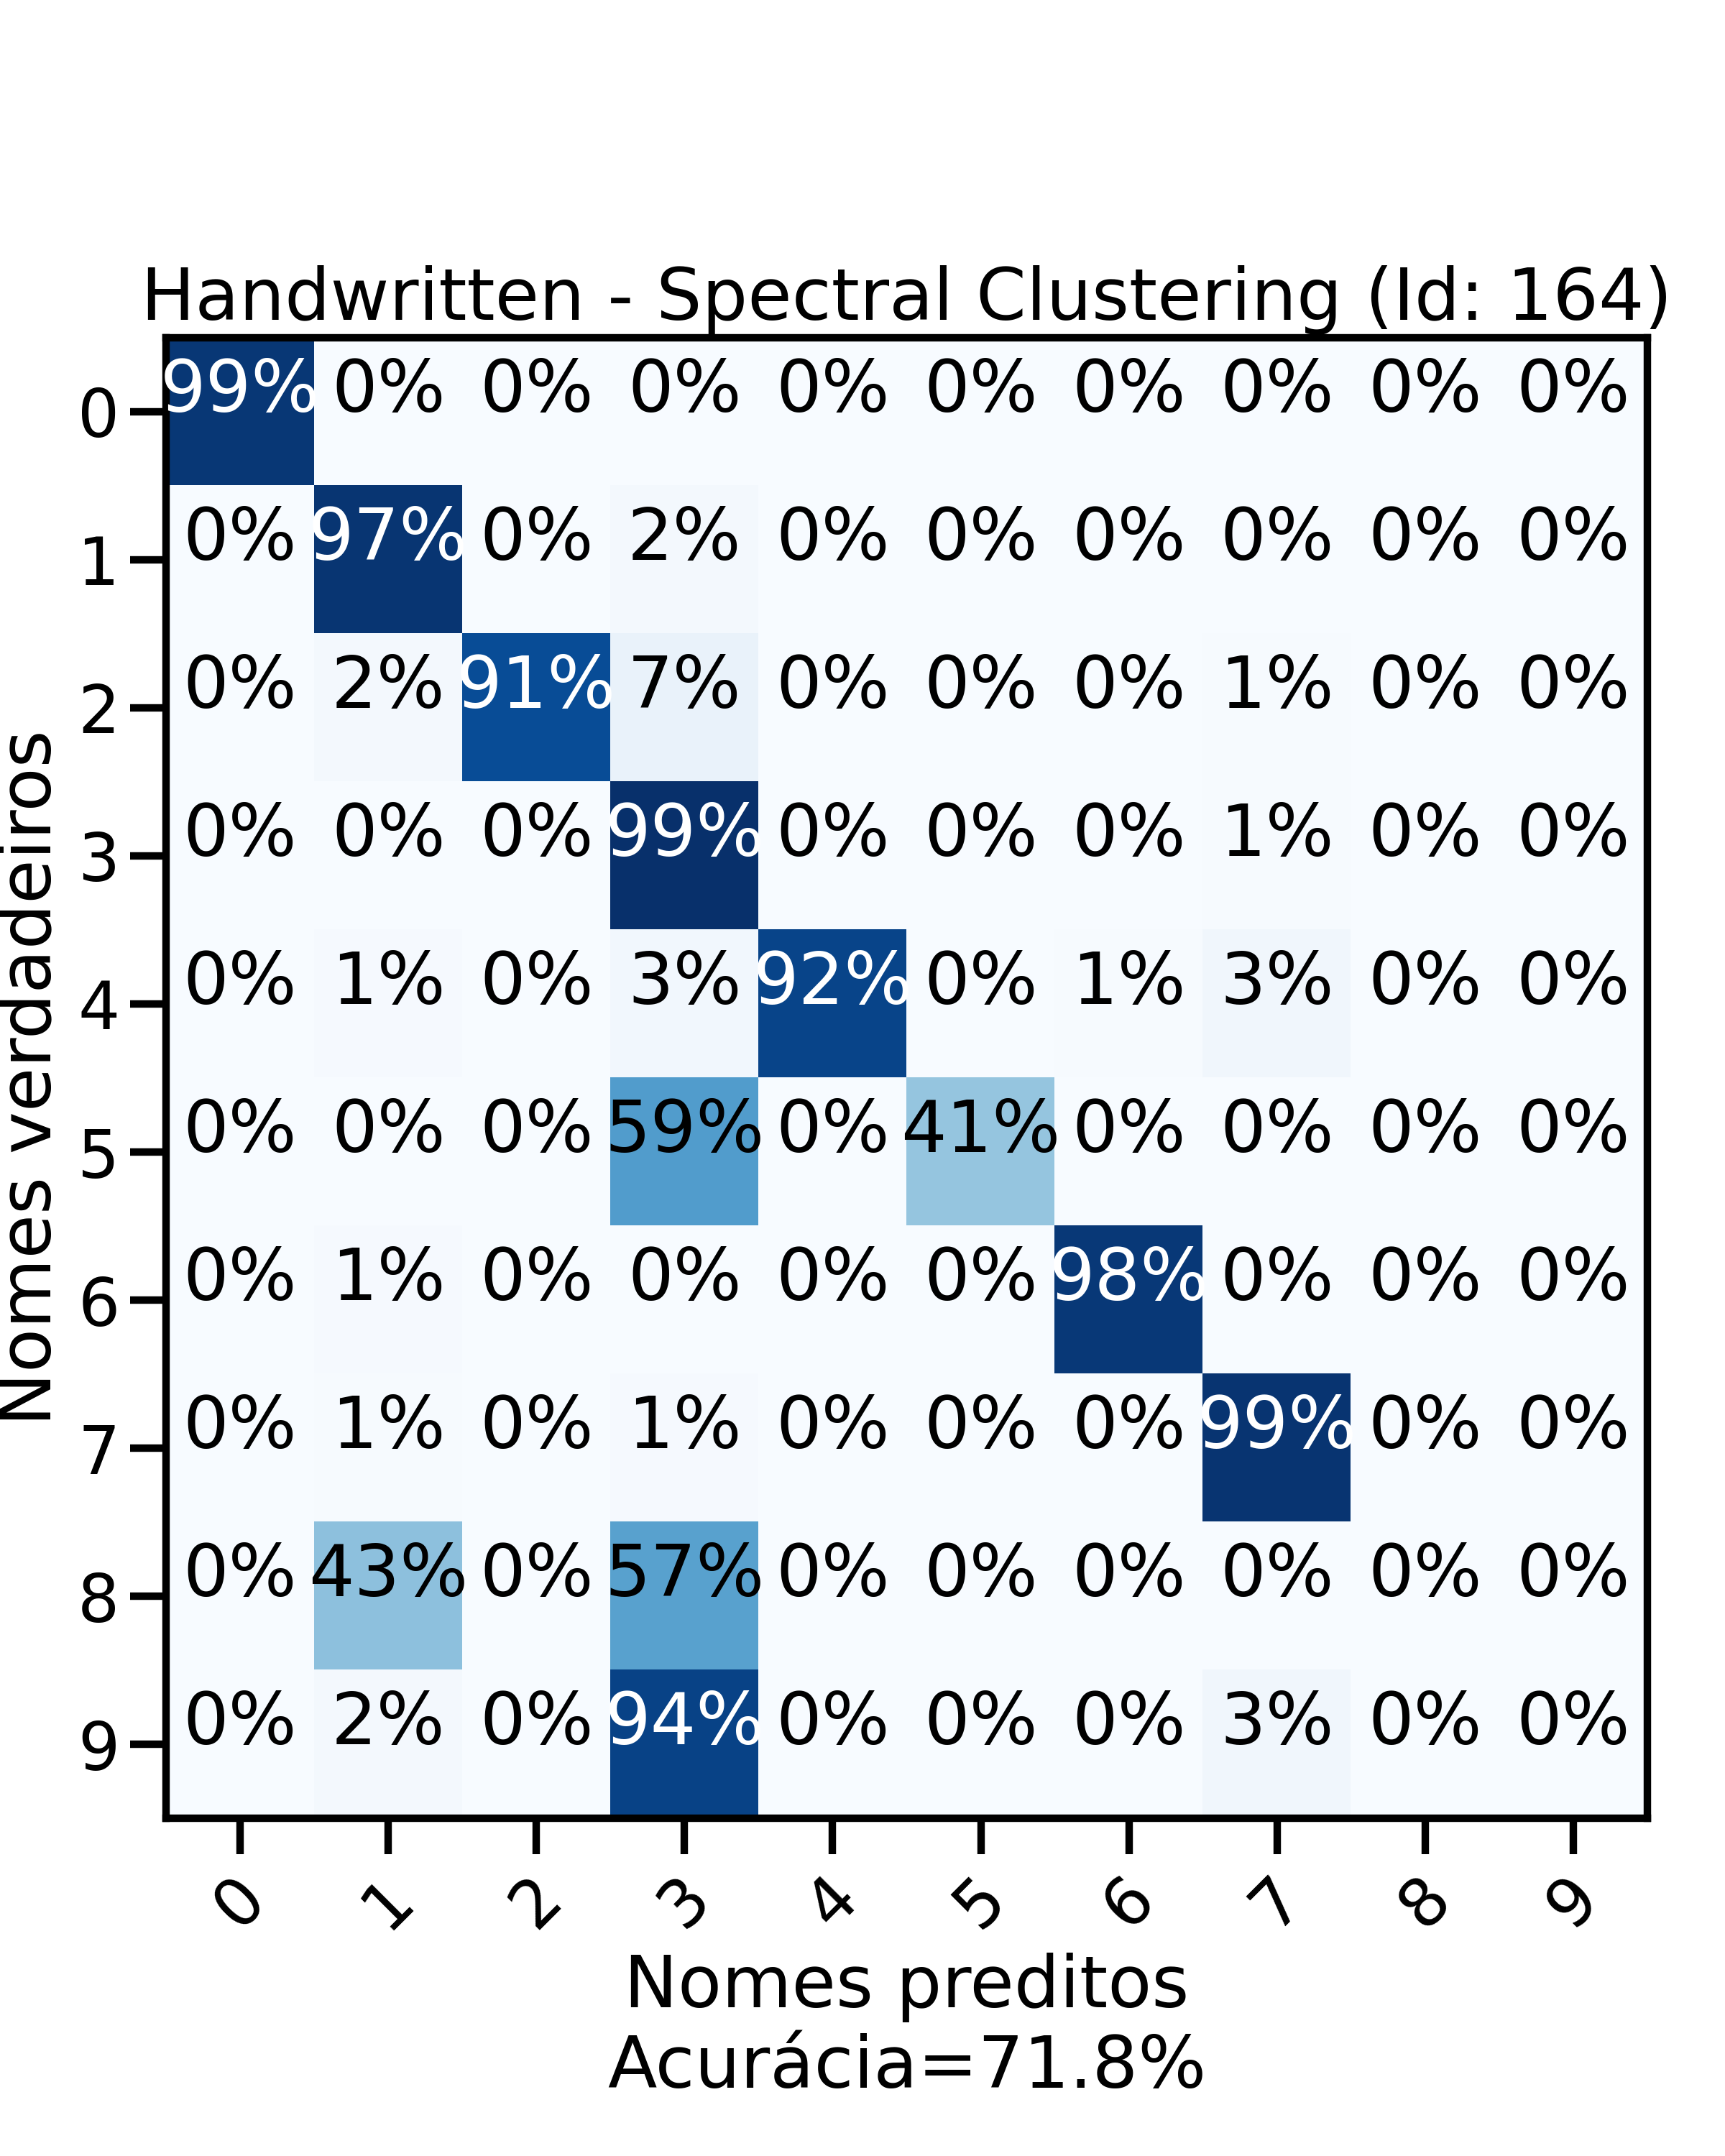 Handwritten - Spectral Clustering (Id: 164)
Nomes verdadeiros
0 99% 0% 0% 0% 0% 0% 0% 0% 0% 0%
1 0% 97% 0% 2% 0% 0% 0% 0% 0% 0%
2 0% 2% 91% 7% 0% 0% 0% 1% 0% 0%
3 0% 0% 0% 99% 0% 0% 0% 1% 0% 0%
4 0% 1% 0% 3% 92% 0% 1% 3% 0% 0%
5 0% 0% 0% 59% 0% 41% 0% 0% 0% 0%
6 0% 1% 0% 0% 0% 0% 98% 0% 0% 0%
7 0% 1% 0% 1% 0% 0% 0% 99% 0% 0%
8 0% 43% 0% 57% 0% 0% 0% 0% 0% 0%
9 0% 2% 0% 94% 0% 0% 0% 3% 0% 0%
0 1 2 3 4 5 6 7 8 9
Nomes preditos
Acurácia=71.8%